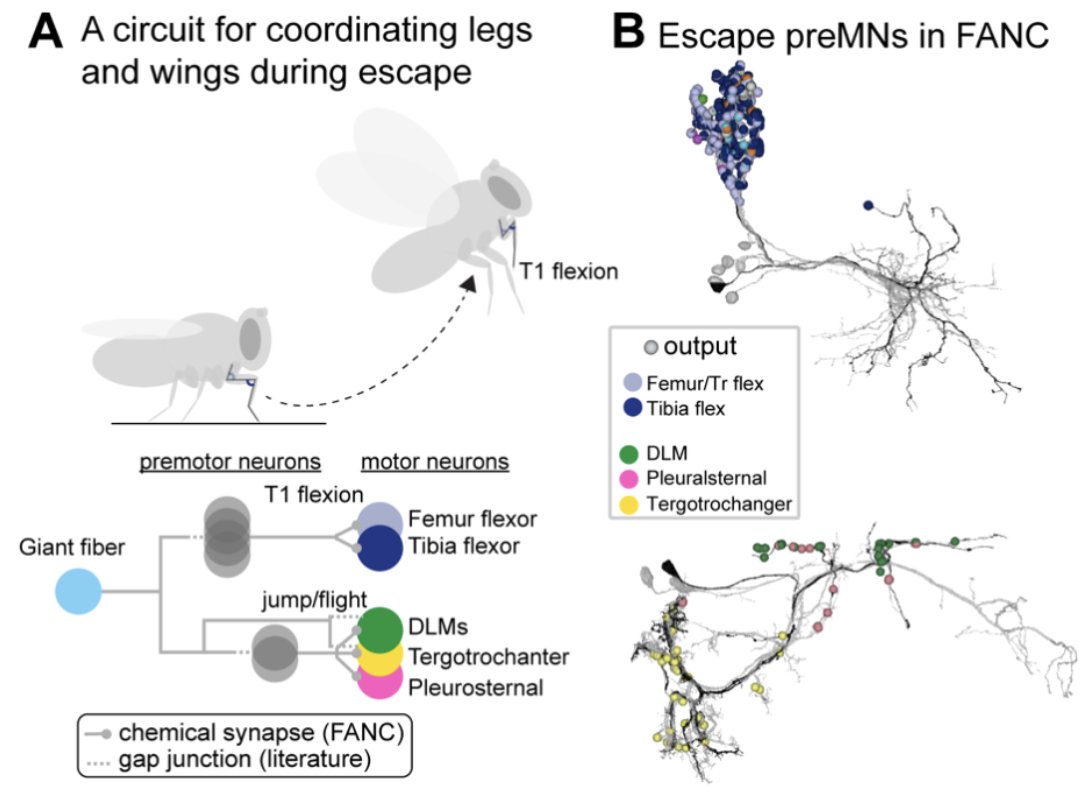 A A circuit for coordinating legs
and wings during escape
T1 flexion
premotor neurons
motor neurons
T1 flexion
Femur flexor
Tibia flexor
Giant fiber
jump/flight
DLMs
Tergotrochanter
Pleurosternal
chemical synapse (FANC)
gap junction (literature)
B Escape preMNs in FANC
output
Femur/Tr flex
Tibia flex
DLM
Pleuralsternal
Tergotrochanger